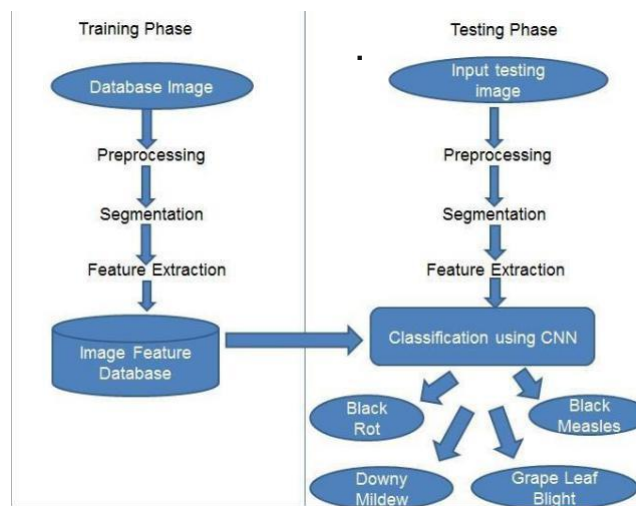 Training Phase
Database Image
Preprocessing
Segmentation
Feature Extraction
Image Feature
Database
Testing Phase
Input testing
image
Preprocessing
Segmentation
Feature Extraction
Classification using CNN
Black
Rot
Black
Measles
Downy
Mildew
Grape Leaf
Blight